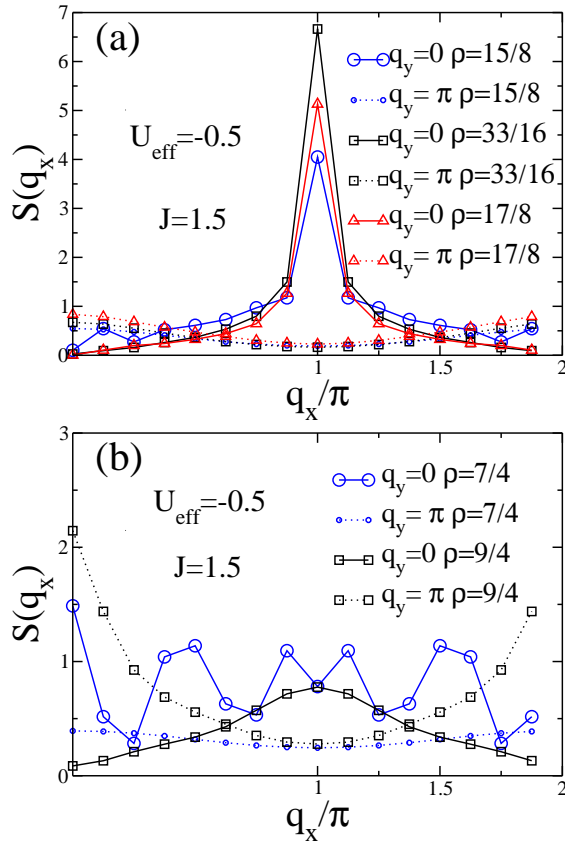 (a)
7
6
5
4
3
2
1
0
S(q_x)
U_eff=-0.5
J=1.5
q_y=0 ρ=15/8
q_y= π ρ=15/8
q_y=0 ρ=33/16
q_y= π ρ=33/16
q_y=0 ρ=17/8
q_y= π ρ=17/8
1 1.5 2
q_x/π
(b)
3
2
1
0
S(q_x)
U_eff=-0.5
J=1.5
q_y=0 ρ=7/4
q_y= π ρ=7/4
q_y=0 ρ=9/4
q_y= π ρ=9/4
1 1.5 2
q_x/π